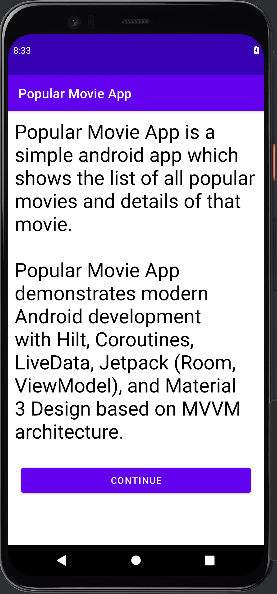 8:33
Popular Movie App
Popular Movie App is a
simple android app which
shows the list of all popular
movies and details of that
movie.
Popular Movie App
demonstrates modern
Android development
with Hilt, Coroutines,
LiveData, Jetpack (Room,
ViewModel), and Material
3 Design based on MVVM
architecture.
CONTINUE